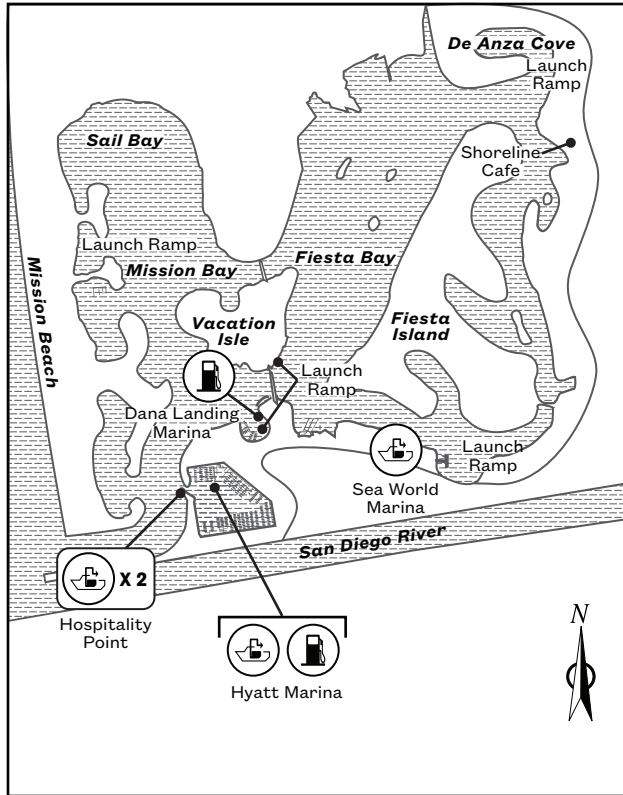 De Anza Cove
Launch
Ramp
Sail Bay
Shoreline
Cafe
Launch Ramp
Mission Bay
Fiesta Bay
Mission Beach
Vacation
Isle
Fiesta
Island
Launch
Ramp
Dana Landing
Marina
Launch
Ramp
Sea World
Marina
San Diego River
X 2
Hospitality
Point
Hyatt Marina
N